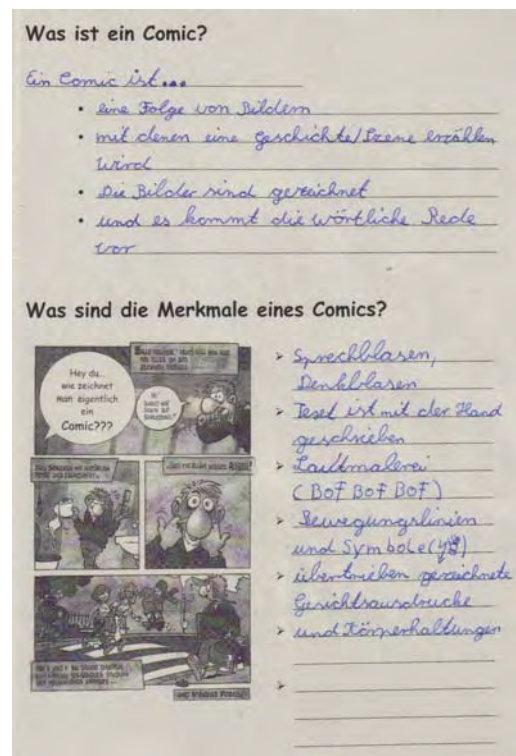 Was ist ein Comic?
Ein Comic ist...
• eine Folge von Bildern
• mit denen eine Geschichte/Szene erzählen
wird
• Die Bilder sind gezeichnet
• und es kommt die wörtliche Rede
vor
Was sind die Merkmale eines Comics?
Hey du...
wie zeichnet
man eigentlich
ein
Comic???
➢ Sprechblasen,
Denkblasen
➢ Text ist mit der Hand
geschrieben
➢ Lautmalerei
(BOF BOF BOF)
➢ Bewegungslinien
und Symbole
➢ übertrieben gezeichnete
Gesichtsausdrücke
➢ und Körperhaltungen
➢